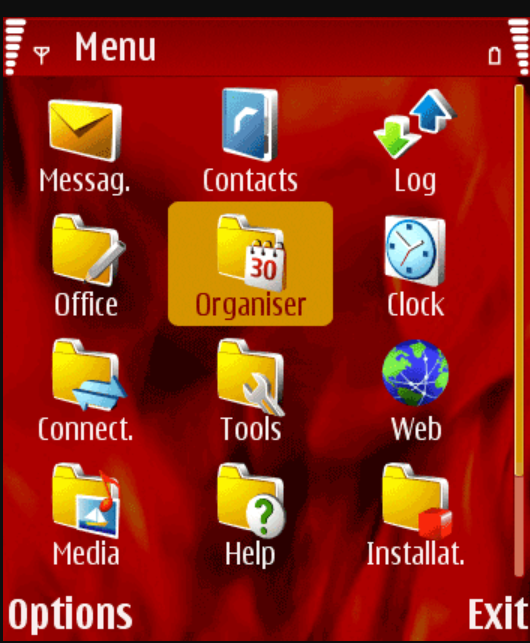 Menu
Messag. Contacts Log
30
Office Organiser Clock
Connect. Tools Web
?
Media Help Installat.
Options Exit